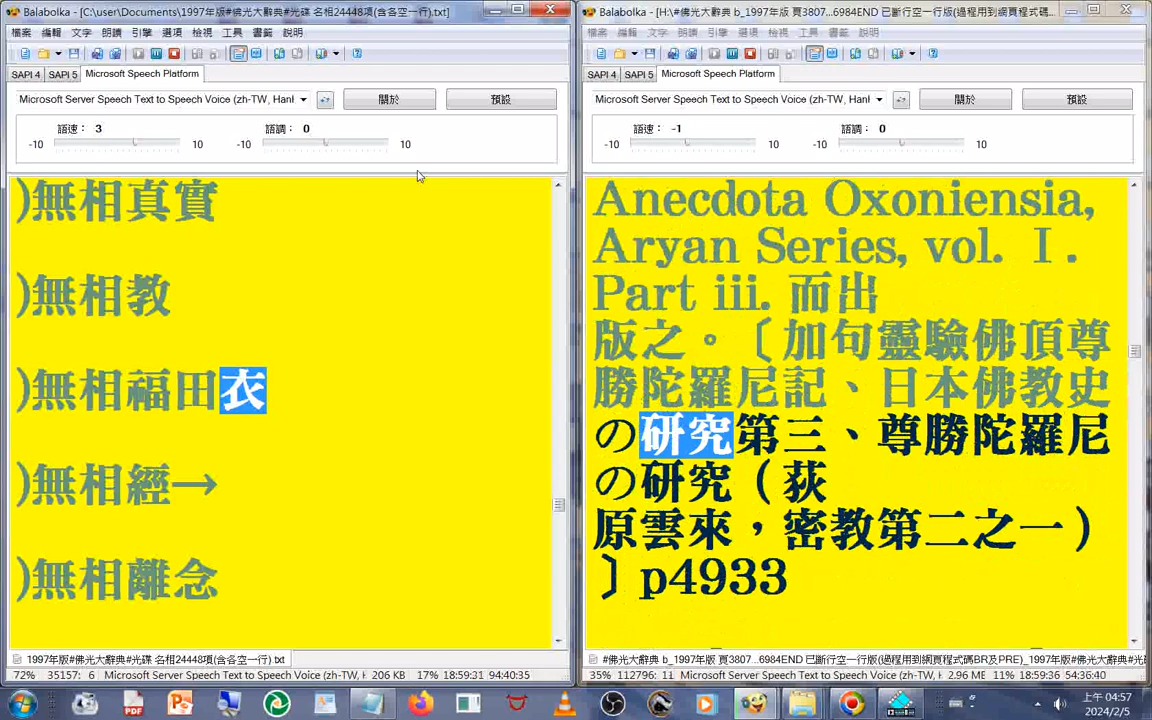 Balabolka - [C:\user\Documents\1997年版#佛光大辭典#光碟 名相24448項(含各空一行).txt]
檔案 編輯 文字 朗讀 引擎 選項 檢視 工具 書籤 說明
SAPI 4 SAPI 5 Microsoft Speech Platform
Microsoft Server Speech Text to Speech Voice (zh-TW, Hanl
關於
預設
語速： 3
語調： 0
-10 10 -10 10
)無相真實
)無相教
)無相福田衣
)無相經→
)無相離念
1997年版#佛光大辭典#光碟 名相24448項(含各空一行).txt
72% 35157: 6 Microsoft Server Speech Text to Speech Voice (zh-TW, H 206 KB 17% 18:59:31 94:40:35
Balabolka - [H:\#佛光大辭典 b_1997年版 頁3807...6984END 已斷行空一行版(過程用到網頁程式碼
檔案 編輯 文字 朗讀 引擎 選項 檢視 工具 書籤 說明
SAPI 4 SAPI 5 Microsoft Speech Platform
Microsoft Server Speech Text to Speech Voice (zh-TW, Hanl
關於
預設
語速： -1
語調： 0
-10 10 -10 10
Anecdota Oxoniensia,
Aryan Series, vol. Ⅰ.
Part iii. 而出
版之。〔加句靈驗佛頂尊
勝陀羅尼記、日本佛教史
の研究第三、尊勝陀羅尼
の研究（荻
原雲來，密教第二之一）
〕p4933
#佛光大辭典 b_1997年版 頁3807...6984END 已斷行空一行版(過程用到網頁程式碼BR及PRE)_1997年版#光
35% 112796: 11 Microsoft Server Speech Text to Speech Voice (zh-TW, H 2.96 MB 11% 18:59:36 54:36:40
上午 04:57
2024/2/5